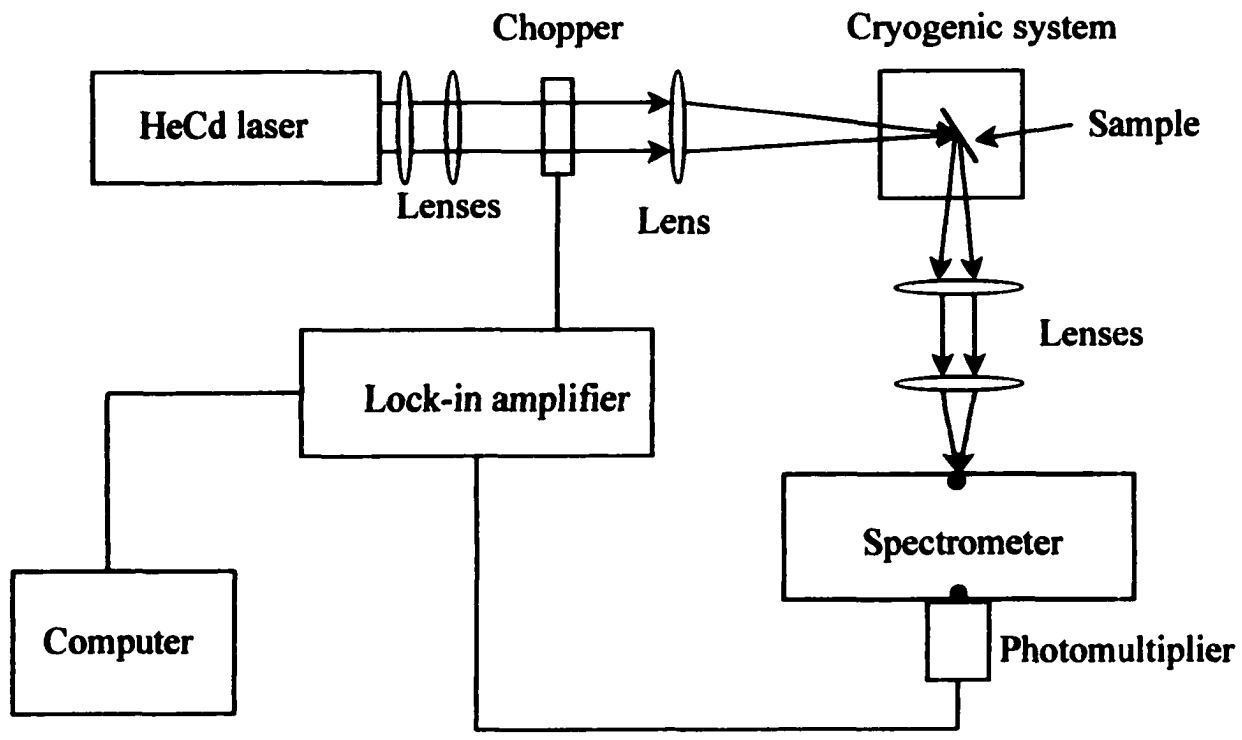 Chopper
Cryogenic system
HeCd laser
Sample
Lenses
Lens
Lenses
Lock-in amplifier
Spectrometer
Computer
Photomultiplier